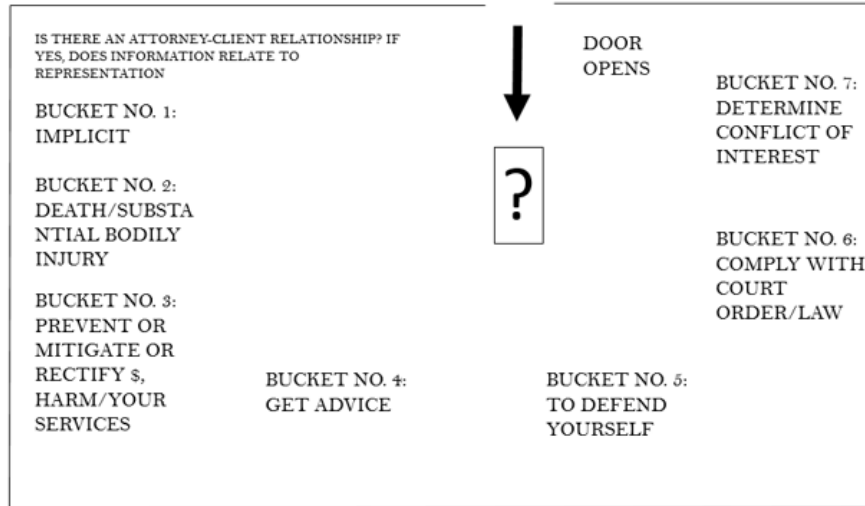 IS THERE AN ATTORNEY-CLIENT RELATIONSHIP? IF
YES, DOES INFORMATION RELATE TO
REPRESENTATION
BUCKET NO. 1:
IMPLICIT
BUCKET NO. 2:
DEATH/SUBSTA
NTIAL BODILY
INJURY
BUCKET NO. 3:
PREVENT OR
MITIGATE OR
RECTIFY $,
HARM/YOUR
SERVICES
BUCKET NO. 4:
GET ADVICE
BUCKET NO. 5:
TO DEFEND
YOURSELF
BUCKET NO. 6:
COMPLY WITH
COURT
ORDER/LAW
BUCKET NO. 7:
DETERMINE
CONFLICT OF
INTEREST
DOOR
OPENS
?